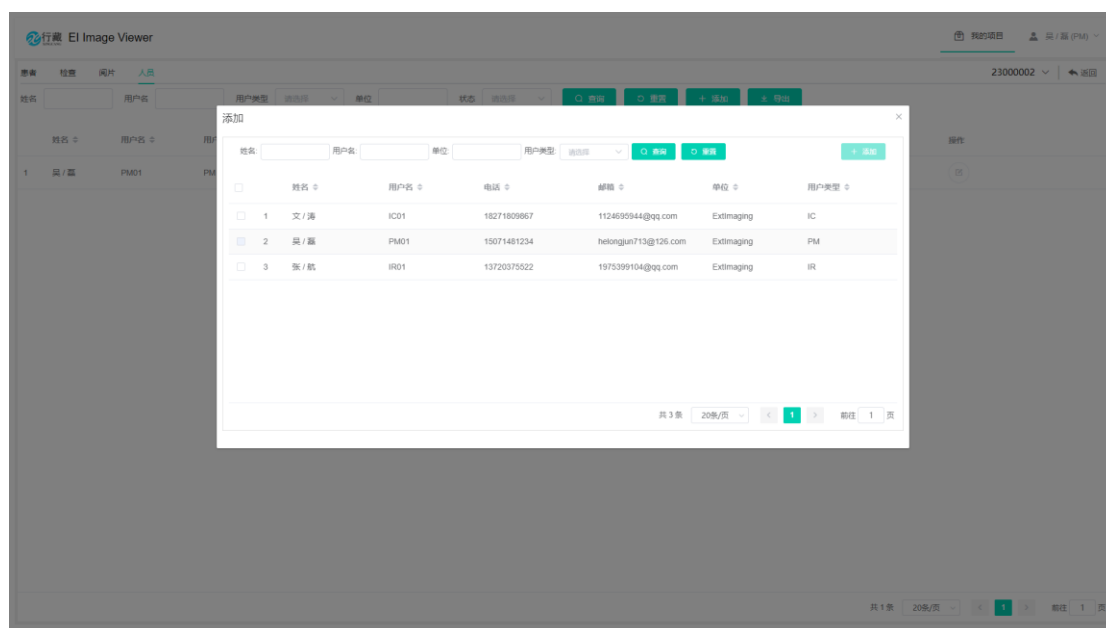 行藏 EI Image Viewer 我的项目 吴 / 磊 (PM)
患者 检查 阅片 人员 23000002 返回
姓名 用户名 用户类型 请选择 单位 状态 请选择 查询 重置 + 添加 导出
添加 ×
姓名 用户名 用户 操作
姓名: 用户名: 单位: 用户类型: 请选择 查询 重置 + 添加
1 吴 / 磊 PM01 PM
姓名 用户名 电话 邮箱 单位 用户类型
1 文 / 涛 IC01 18271809867 1124695944@qq.com ExtImaging IC
2 吴 / 磊 PM01 15071481234 helongjun713@126.com ExtImaging PM
3 张 / 航 IR01 13720375522 1975399104@qq.com ExtImaging IR
共 3 条 20条/页 < 1 > 前往 1 页
共 1 条 20条/页 < 1 > 前往 1 页